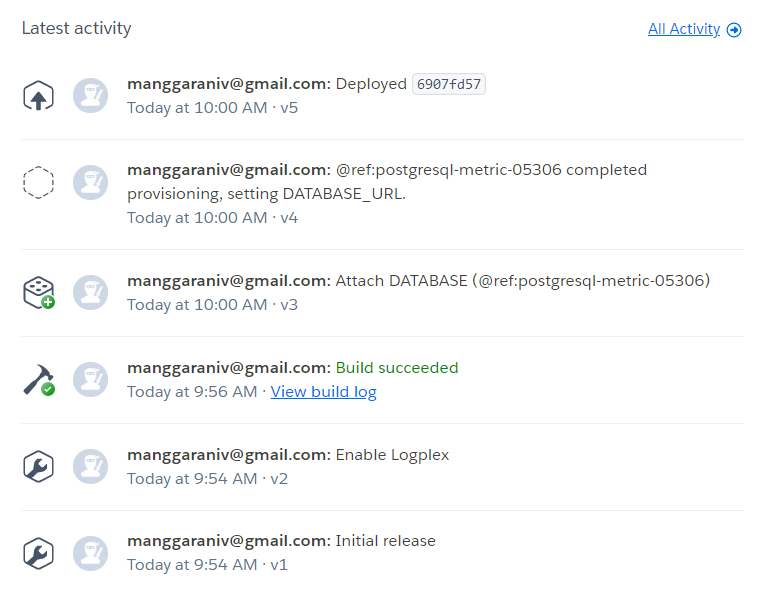 Latest activity
All Activity
manggaraniv@gmail.com: Deployed 6907fd57
Today at 10:00 AM · v5
manggaraniv@gmail.com: @ref:postgresql-metric-05306 completed
provisioning, setting DATABASE_URL.
Today at 10:00 AM · v4
manggaraniv@gmail.com: Attach DATABASE (@ref:postgresql-metric-05306)
Today at 10:00 AM · v3
manggaraniv@gmail.com: Build succeeded
Today at 9:56 AM · View build log
manggaraniv@gmail.com: Enable Logplex
Today at 9:54 AM · v2
manggaraniv@gmail.com: Initial release
Today at 9:54 AM · v1